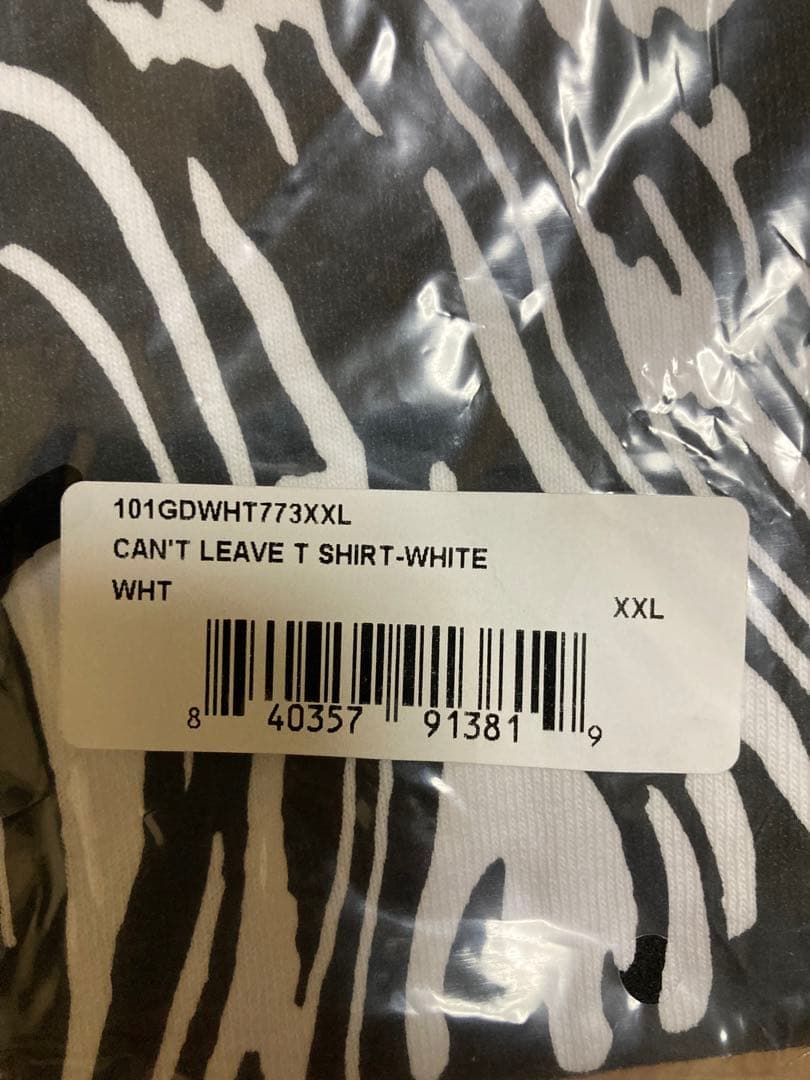 101GDWHT773XXL
CAN'T LEAVE T SHIRT-WHITE
WHT
XXL
8 40357 91381 9